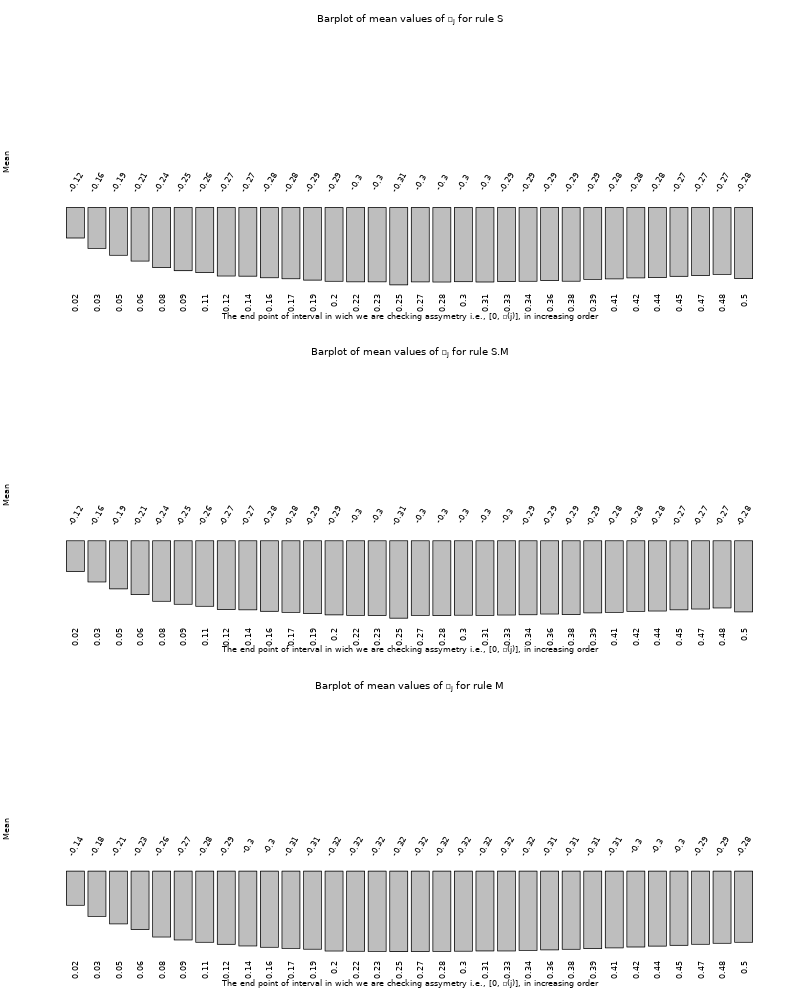 Barplot of mean values of □j for rule S
Mean
-0.12 -0.16 -0.19 -0.21 -0.24 -0.25 -0.26 -0.27 -0.27 -0.28 -0.28 -0.29 -0.29 -0.3 -0.3 -0.31 -0.3 -0.3 -0.3 -0.3 -0.29 -0.29 -0.29 -0.29 -0.29 -0.28 -0.28 -0.28 -0.27 -0.27 -0.27 -0.28
0.02 0.03 0.05 0.06 0.08 0.09 0.11 0.12 0.14 0.16 0.17 0.19 0.2 0.22 0.23 0.25 0.27 0.28 0.3 0.31 0.33 0.34 0.36 0.38 0.39 0.41 0.42 0.44 0.45 0.47 0.48 0.5
The end point of interval in wich we are checking assymetry i.e., [0, □(j)], in increasing order
Barplot of mean values of □j for rule S.M
Mean
-0.12 -0.16 -0.19 -0.21 -0.24 -0.25 -0.26 -0.27 -0.27 -0.28 -0.28 -0.29 -0.29 -0.3 -0.3 -0.31 -0.3 -0.3 -0.3 -0.3 -0.3 -0.29 -0.29 -0.29 -0.29 -0.28 -0.28 -0.28 -0.27 -0.27 -0.27 -0.28
0.02 0.03 0.05 0.06 0.08 0.09 0.11 0.12 0.14 0.16 0.17 0.19 0.2 0.22 0.23 0.25 0.27 0.28 0.3 0.31 0.33 0.34 0.36 0.38 0.39 0.41 0.42 0.44 0.45 0.47 0.48 0.5
The end point of interval in wich we are checking assymetry i.e., [0, □(j)], in increasing order
Barplot of mean values of □j for rule M
Mean
-0.14 -0.18 -0.21 -0.23 -0.26 -0.27 -0.28 -0.29 -0.3 -0.3 -0.31 -0.31 -0.32 -0.32 -0.32 -0.32 -0.32 -0.32 -0.32 -0.32 -0.32 -0.32 -0.31 -0.31 -0.31 -0.31 -0.3 -0.3 -0.3 -0.29 -0.29 -0.28
0.02 0.03 0.05 0.06 0.08 0.09 0.11 0.12 0.14 0.16 0.17 0.19 0.2 0.22 0.23 0.25 0.27 0.28 0.3 0.31 0.33 0.34 0.36 0.38 0.39 0.41 0.42 0.44 0.45 0.47 0.48 0.5
The end point of interval in wich we are checking assymetry i.e., [0, □(j)], in increasing order